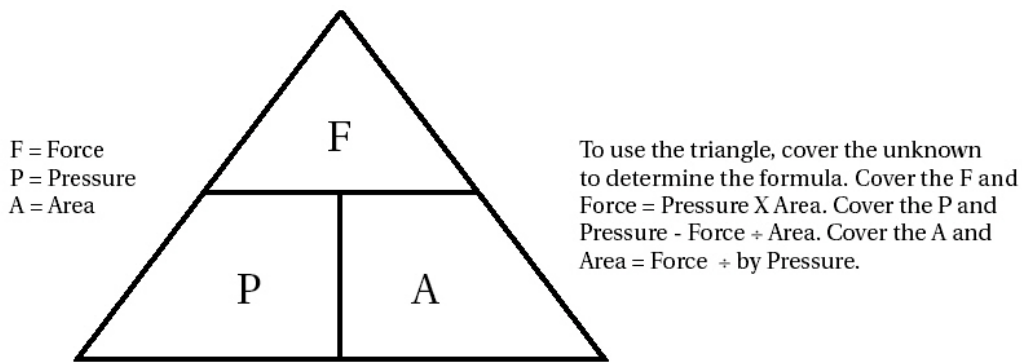 F
F = Force
P = Pressure
A = Area
P
A
To use the triangle, cover the unknown
to determine the formula. Cover the F and
Force = Pressure X Area. Cover the P and
Pressure - Force ÷ Area. Cover the A and
Area = Force ÷ by Pressure.